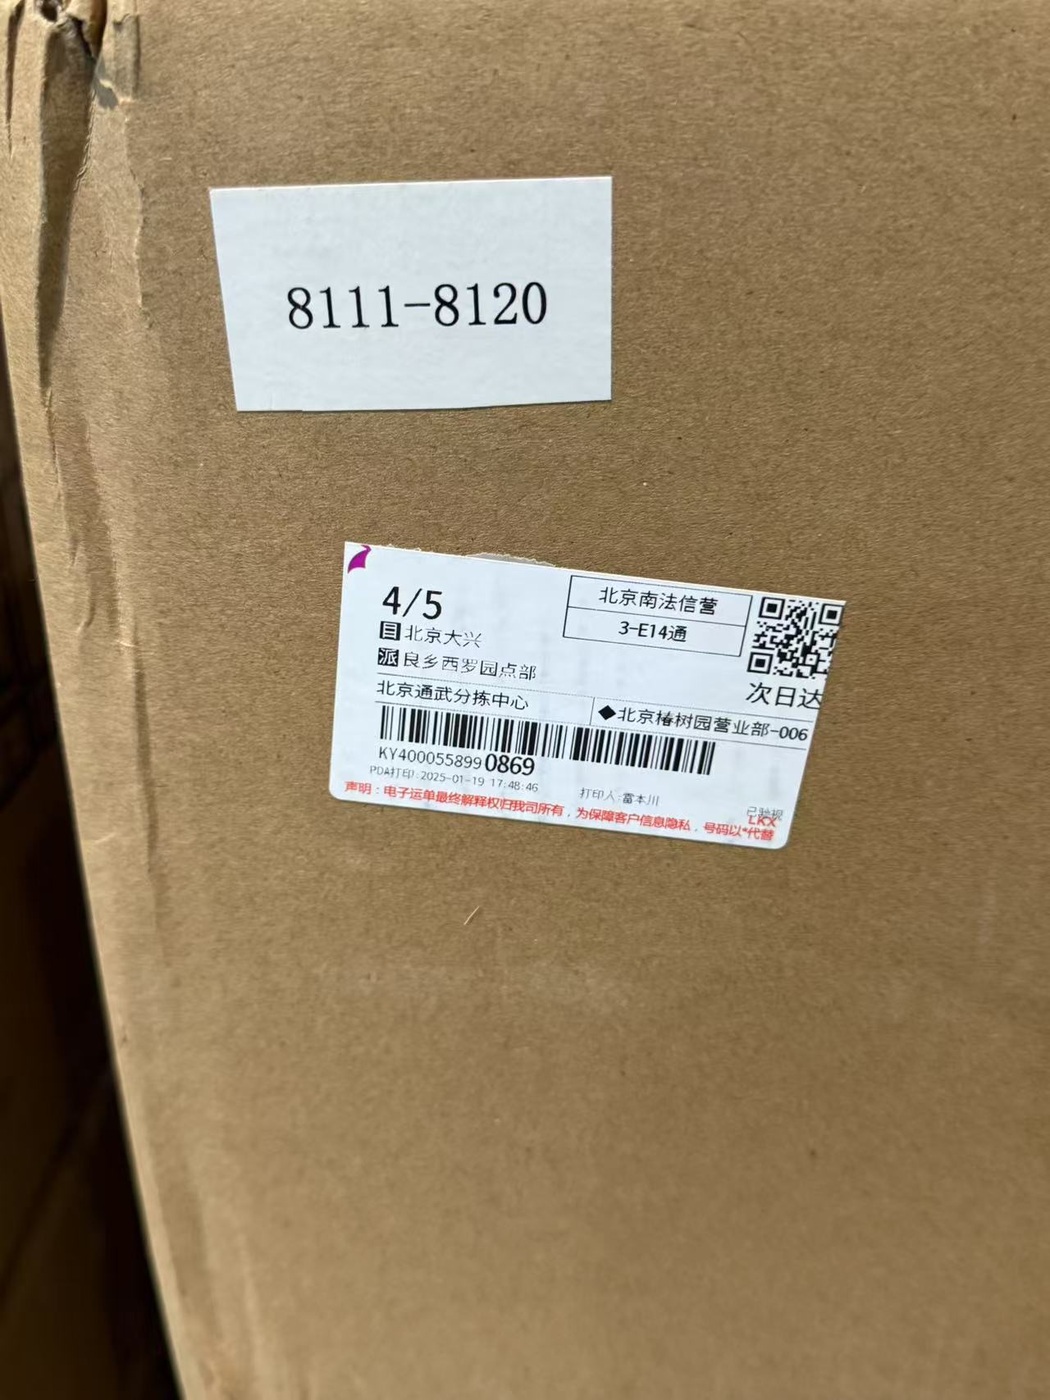 8111-8120
4/5
目 北京大兴
派 良乡西罗园点部
北京南法信营
3-E14通
次日达
北京通武分拣中心
◆北京椿树园营业部-006
KY4000558990869
PDA打印:2025-01-19 17:48:46
打印人:富本川
已驗視
LKX
声明：电子运单最终解释权归我司所有，为保障客户信息隐私，号码以*代替